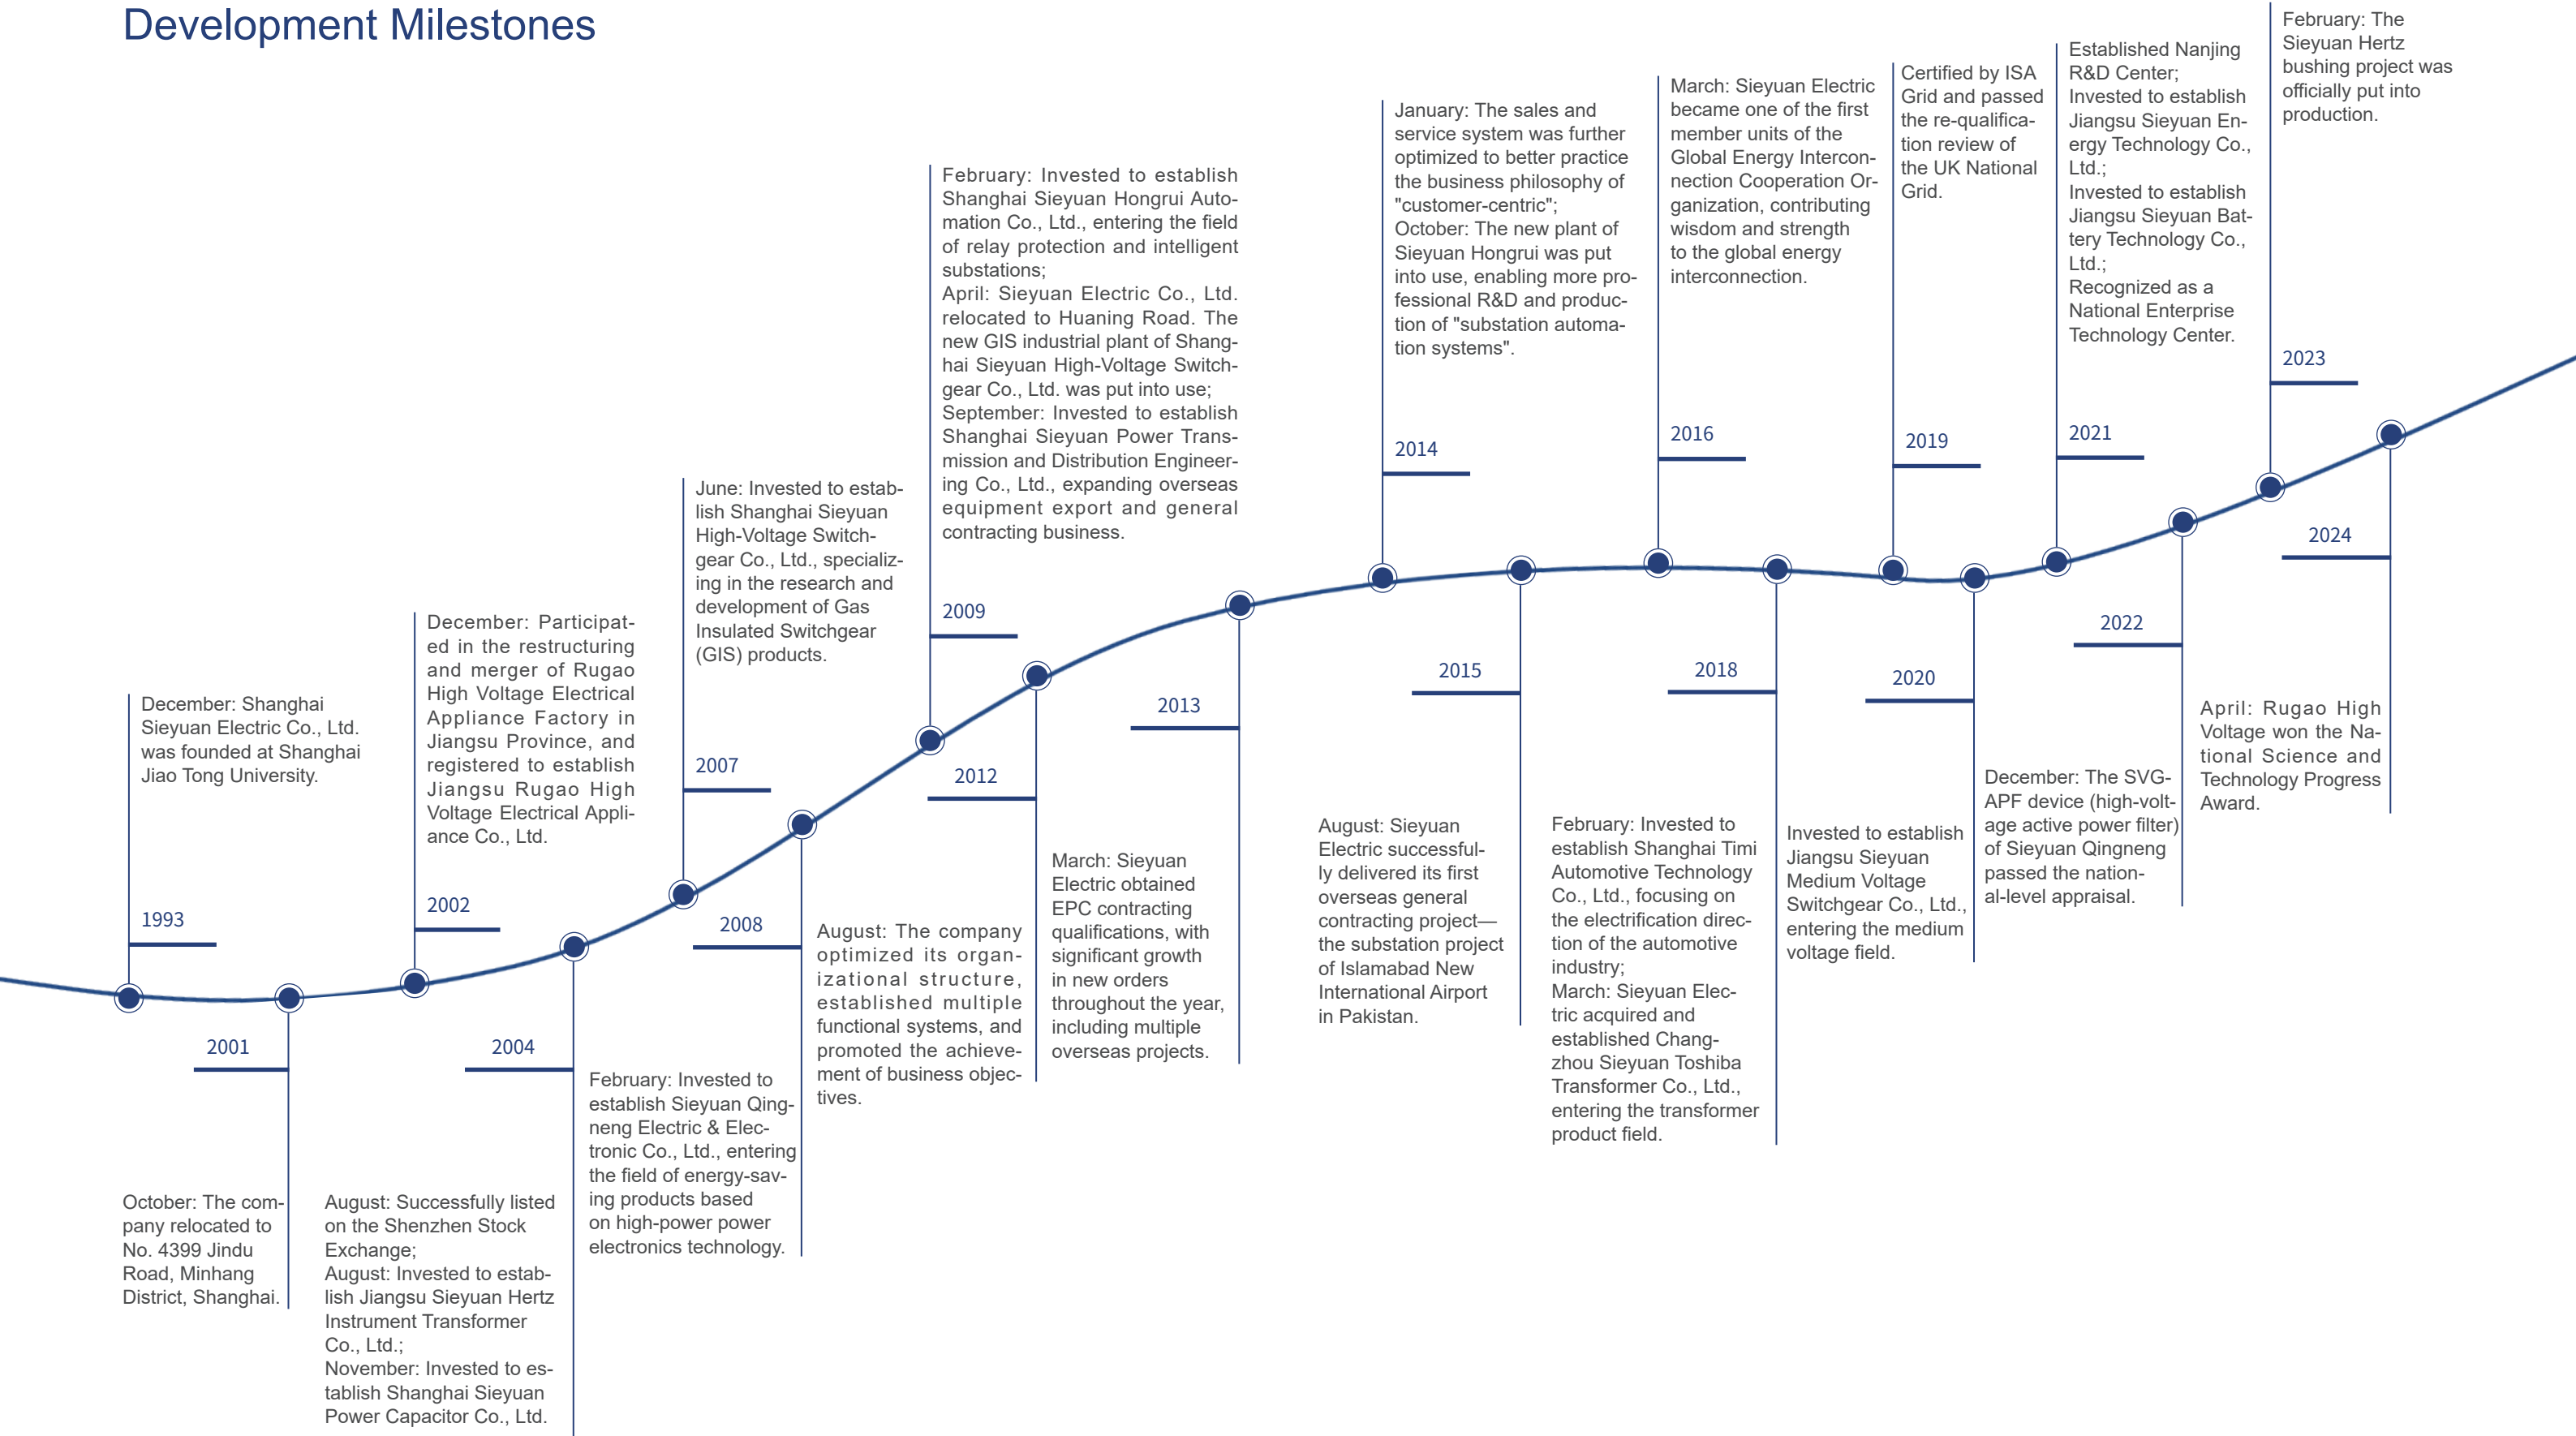 Development Milestones
December: Shanghai
Sieyuan Electric Co., Ltd.
was founded at Shanghai
Jiao Tong University.
1993
2001
October: The com-
pany relocated to
No. 4399 Jindu
Road, Minhang
District, Shanghai.
December: Participat-
ed in the restructuring
and merger of Rugao
High Voltage Electrical
Appliance Factory in
Jiangsu Province, and
registered to establish
Jiangsu Rugao High
Voltage Electrical Appli-
ance Co., Ltd.
2002
2004
August: Successfully listed
on the Shenzhen Stock
Exchange;
August: Invested to estab-
lish Jiangsu Sieyuan Hertz
Instrument Transformer
Co., Ltd.;
November: Invested to es-
tablish Shanghai Sieyuan
Power Capacitor Co., Ltd.
June: Invested to estab-
lish Shanghai Sieyuan
High-Voltage Switch-
gear Co., Ltd., specializ-
ing in the research and
development of Gas
Insulated Switchgear
(GIS) products.
2007
2008
February: Invested to
establish Sieyuan Qing-
neng Electric & Elec-
tronic Co., Ltd., entering
the field of energy-sav-
ing products based
on high-power power
electronics technology.
February: Invested to establish
Shanghai Sieyuan Hongrui Auto-
mation Co., Ltd., entering the field
of relay protection and intelligent
substations;
April: Sieyuan Electric Co., Ltd.
relocated to Huaning Road. The
new GIS industrial plant of Shang-
hai Sieyuan High-Voltage Switch-
gear Co., Ltd. was put into use;
September: Invested to establish
Shanghai Sieyuan Power Trans-
mission and Distribution Engineer-
ing Co., Ltd., expanding overseas
equipment export and general
contracting business.
2009
2012
August: The company
optimized its organ-
izational structure,
established multiple
functional systems, and
promoted the achieve-
ment of business objec-
tives.
2013
March: Sieyuan
Electric obtained
EPC contracting
qualifications, with
significant growth
in new orders
throughout the year,
including multiple
overseas projects.
January: The sales and
service system was further
optimized to better practice
the business philosophy of
"customer-centric";
October: The new plant of
Sieyuan Hongrui was put
into use, enabling more pro-
fessional R&D and produc-
tion of "substation automa-
tion systems".
2014
2015
August: Sieyuan
Electric successful-
ly delivered its first
overseas general
contracting project—
the substation project
of Islamabad New
International Airport
in Pakistan.
March: Sieyuan Electric
became one of the first
member units of the
Global Energy Intercon-
nection Cooperation Or-
ganization, contributing
wisdom and strength
to the global energy
interconnection.
2016
2018
February: Invested to
establish Shanghai Timi
Automotive Technology
Co., Ltd., focusing on
the electrification direc-
tion of the automotive
industry;
March: Sieyuan Elec-
tric acquired and
established Chang-
zhou Sieyuan Toshiba
Transformer Co., Ltd.,
entering the transformer
product field.
Certified by ISA
Grid and passed
the re-qualifica-
tion review of
the UK National
Grid.
2019
2020
Invested to establish
Jiangsu Sieyuan
Medium Voltage
Switchgear Co., Ltd.,
entering the medium
voltage field.
Established Nanjing
R&D Center;
Invested to establish
Jiangsu Sieyuan En-
ergy Technology Co.,
Ltd.;
Invested to establish
Jiangsu Sieyuan Bat-
tery Technology Co.,
Ltd.;
Recognized as a
National Enterprise
Technology Center.
2021
2022
December: The SVG-
APF device (high-volt-
age active power filter)
of Sieyuan Qingneng
passed the nation-
al-level appraisal.
February: The
Sieyuan Hertz
bushing project was
officially put into
production.
2023
2024
April: Rugao High
Voltage won the Na-
tional Science and
Technology Progress
Award.